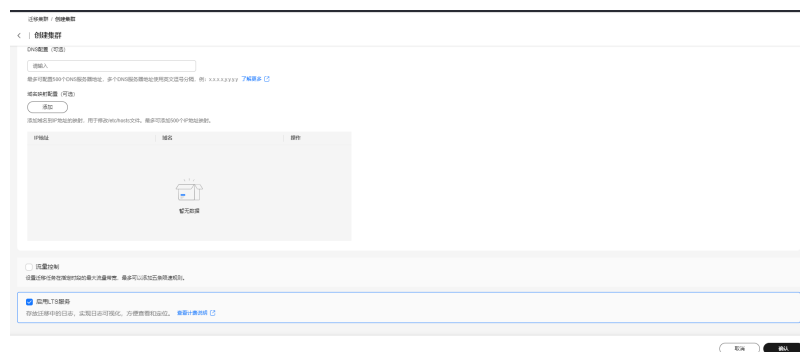 迁移集群 / 创建集群
创建集群
DNS配置（可选）
请输入
最多可配置500个DNS服务器地址，多个DNS服务器地址使用英文逗号分隔，例：x.x.x.x,y.y.y.y 了解更多
域名映射配置（可选）
添加
添加域名到IP地址的映射，用于修改/etc/hosts文件。最多可添加500个IP地址映射。
IP地址 域名 操作
暂无数据
流量控制
设置迁移任务在指定时段的最大流量带宽，最多可以添加五条限速规则。
启用LTS服务
存放迁移中的日志，实现日志可视化，方便查看和定位。 查看计费说明
取消 确认